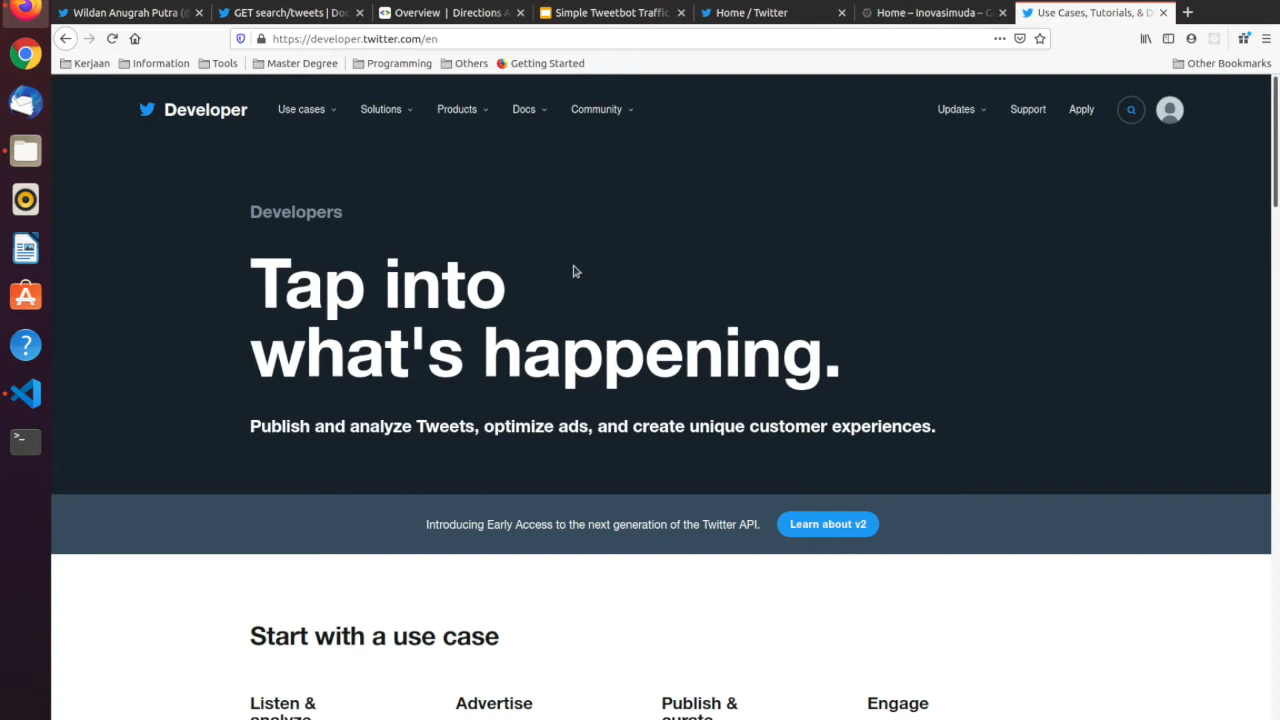 Wildan Anugrah Putra (
GET search/tweets | Doc
Overview | Directions A
Simple Tweetbot Traffic
Home / Twitter
Home – Inovasimuda – G
Use Cases, Tutorials, & D
https://developer.twitter.com/en
Kerjaan
Information
Tools
Master Degree
Programming
Others
Getting Started
Other Bookmarks
Developer
Use cases
Solutions
Products
Docs
Community
Updates
Support
Apply
Developers
Tap into
what's happening.
Publish and analyze Tweets, optimize ads, and create unique customer experiences.
Introducing Early Access to the next generation of the Twitter API.
Learn about v2
Start with a use case
Listen &
analyze
Advertise
Publish &
curate
Engage